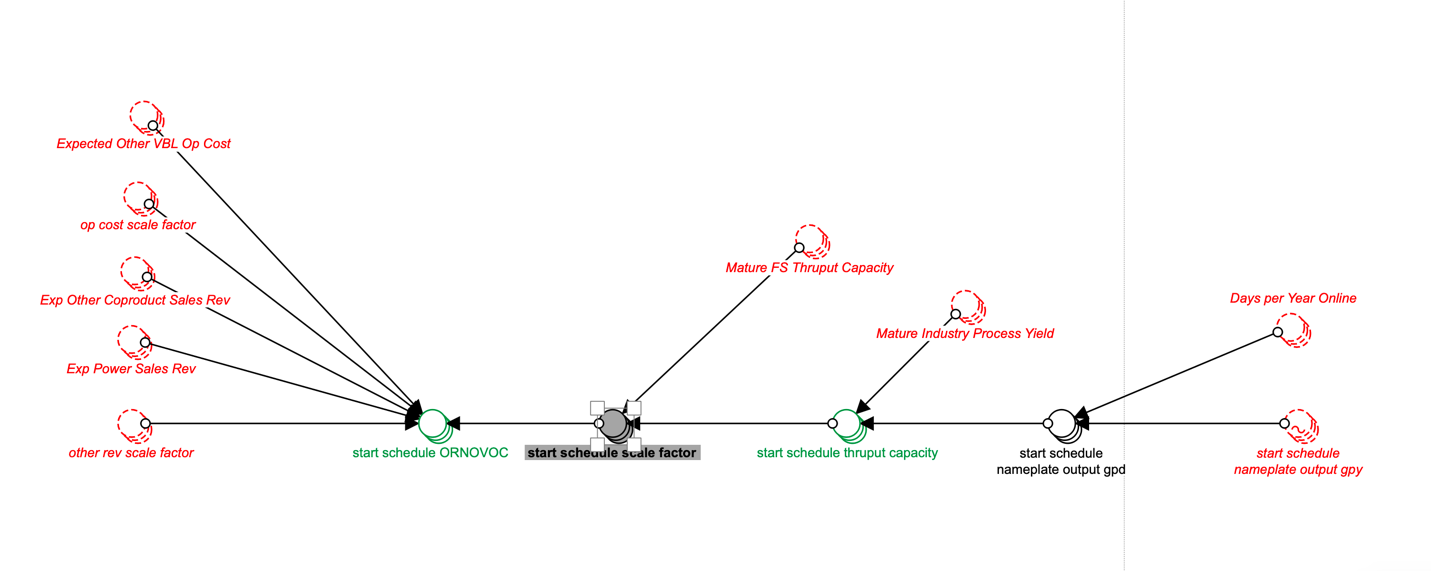 Expected Other VBL Op Cost
op cost scale factor
Mature FS Thruput Capacity
Exp Other Coproduct Sales Rev
Days per Year Online
Mature Industry Process Yield
Exp Power Sales Rev
other rev scale factor
start schedule ORNOVOC
start schedule scale factor
start schedule thruput capacity
start schedule
nameplate output gpd
start schedule
nameplate output gpy